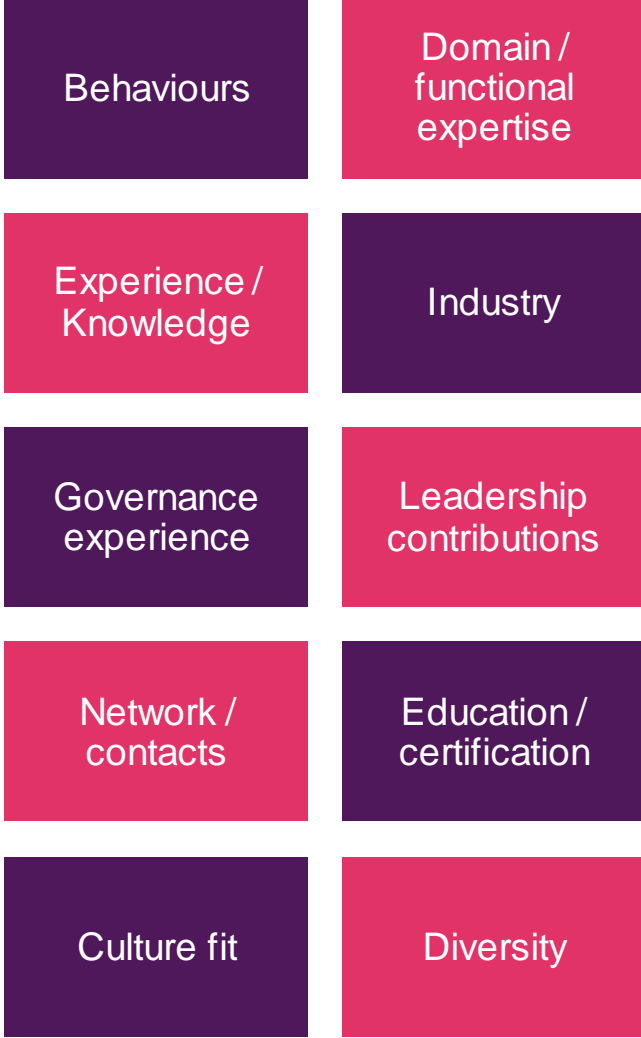 Behaviours
Domain /
functional
expertise
Experience /
Knowledge
Industry
Governance
experience
Leadership
contributions
Network /
contacts
Education /
certification
Culture fit
Diversity